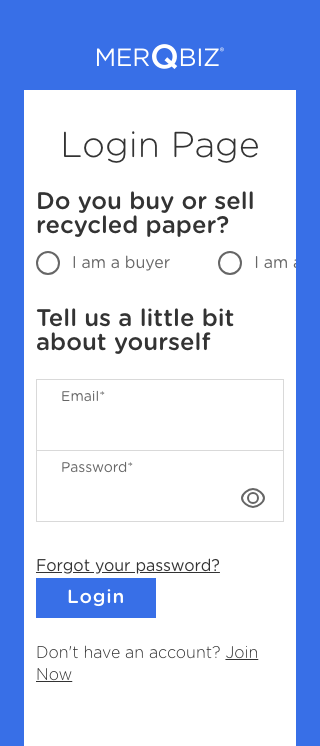 MERQBIZ®
Login Page
Do you buy or sell
recycled paper?
I am a buyer
I am a
Tell us a little bit
about yourself
Email*
Password*
Forgot your password?
Login
Don't have an account? Join
Now